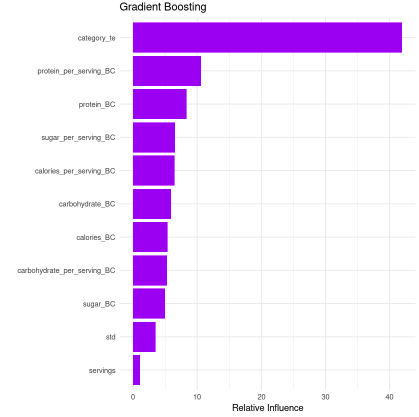 Gradient Boosting
category_te
protein_per_serving_BC
protein_BC
sugar_per_serving_BC
calories_per_serving_BC
carbohydrate_BC
calories_BC
carbohydrate_per_serving_BC
sugar_BC
std
servings
0 10 20 30 40
Relative Influence